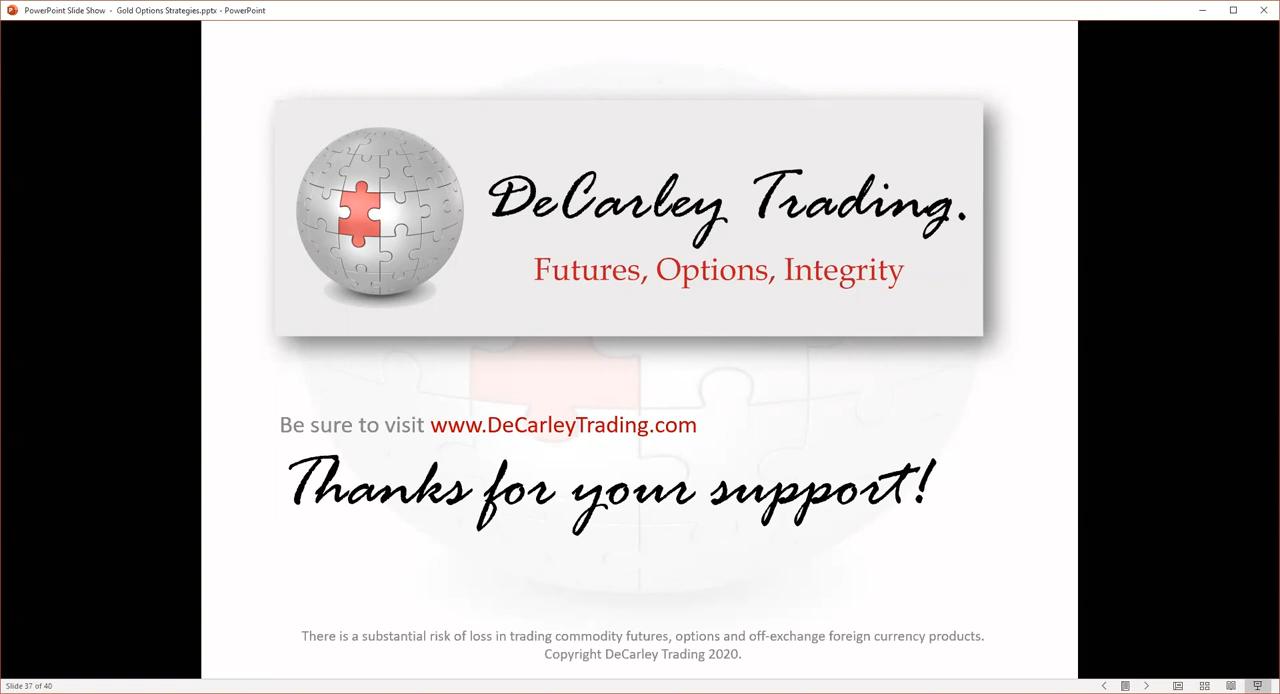 PowerPoint Slide Show - Gold Options Strategies.pptx - PowerPoint
DeCarley Trading.
Futures, Options, Integrity
Be sure to visit www.DeCarleyTrading.com
Thanks for your support!
There is a substantial risk of loss in trading commodity futures, options and off-exchange foreign currency products.
Copyright DeCarley Trading 2020.
Slide 37 of 40